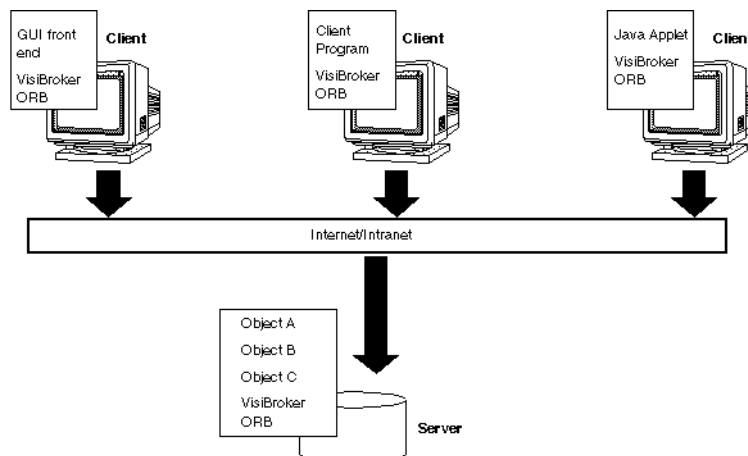 GUI front
end
VisiBroker
ORB
Client
Client
Program
VisiBroker
ORB
Client
Java Applet
VisiBroker
ORB
Client
Internet/Intranet
Object A
Object B
Object C
VisiBroker
ORB
Server